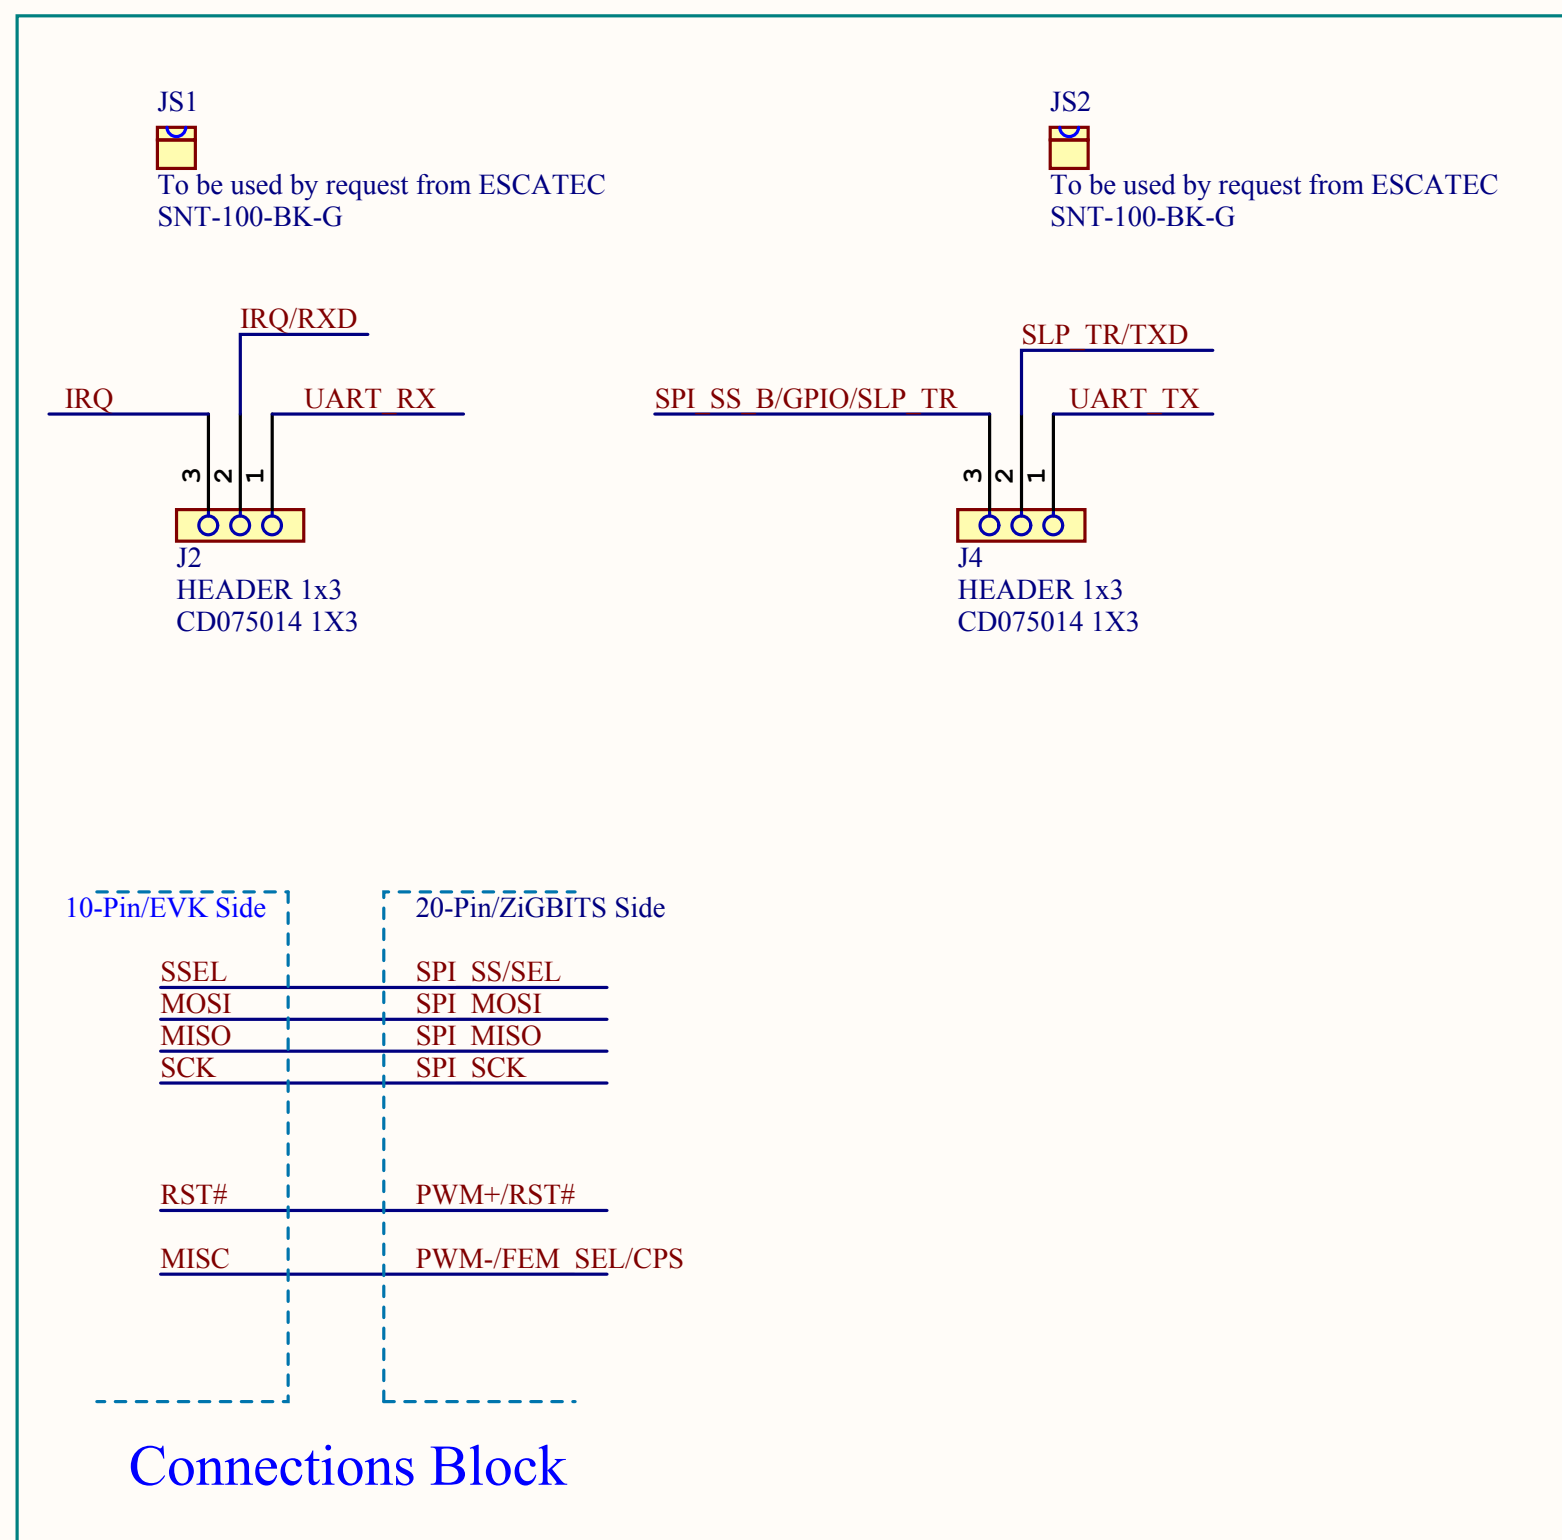 JS1
To be used by request from ESCATEC
SNT-100-BK-G
JS2
To be used by request from ESCATEC
SNT-100-BK-G
IRQ/RXD
IRQ
UART_RX
3
2
1
J2
HEADER 1x3
CD075014 1X3
SLP_TR/TXD
SPI_SS_B/GPIO/SLP_TR
UART_TX
3
2
1
J4
HEADER 1x3
CD075014 1X3
10-Pin/EVK Side
20-Pin/ZiGBITS Side
SSEL
SPI_SS/SEL
MOSI
SPI_MOSI
MISO
SPI_MISO
SCK
SPI_SCK
RST#
PWM+/RST#
MISC
PWM-/FEM_SEL/CPS
Connections Block